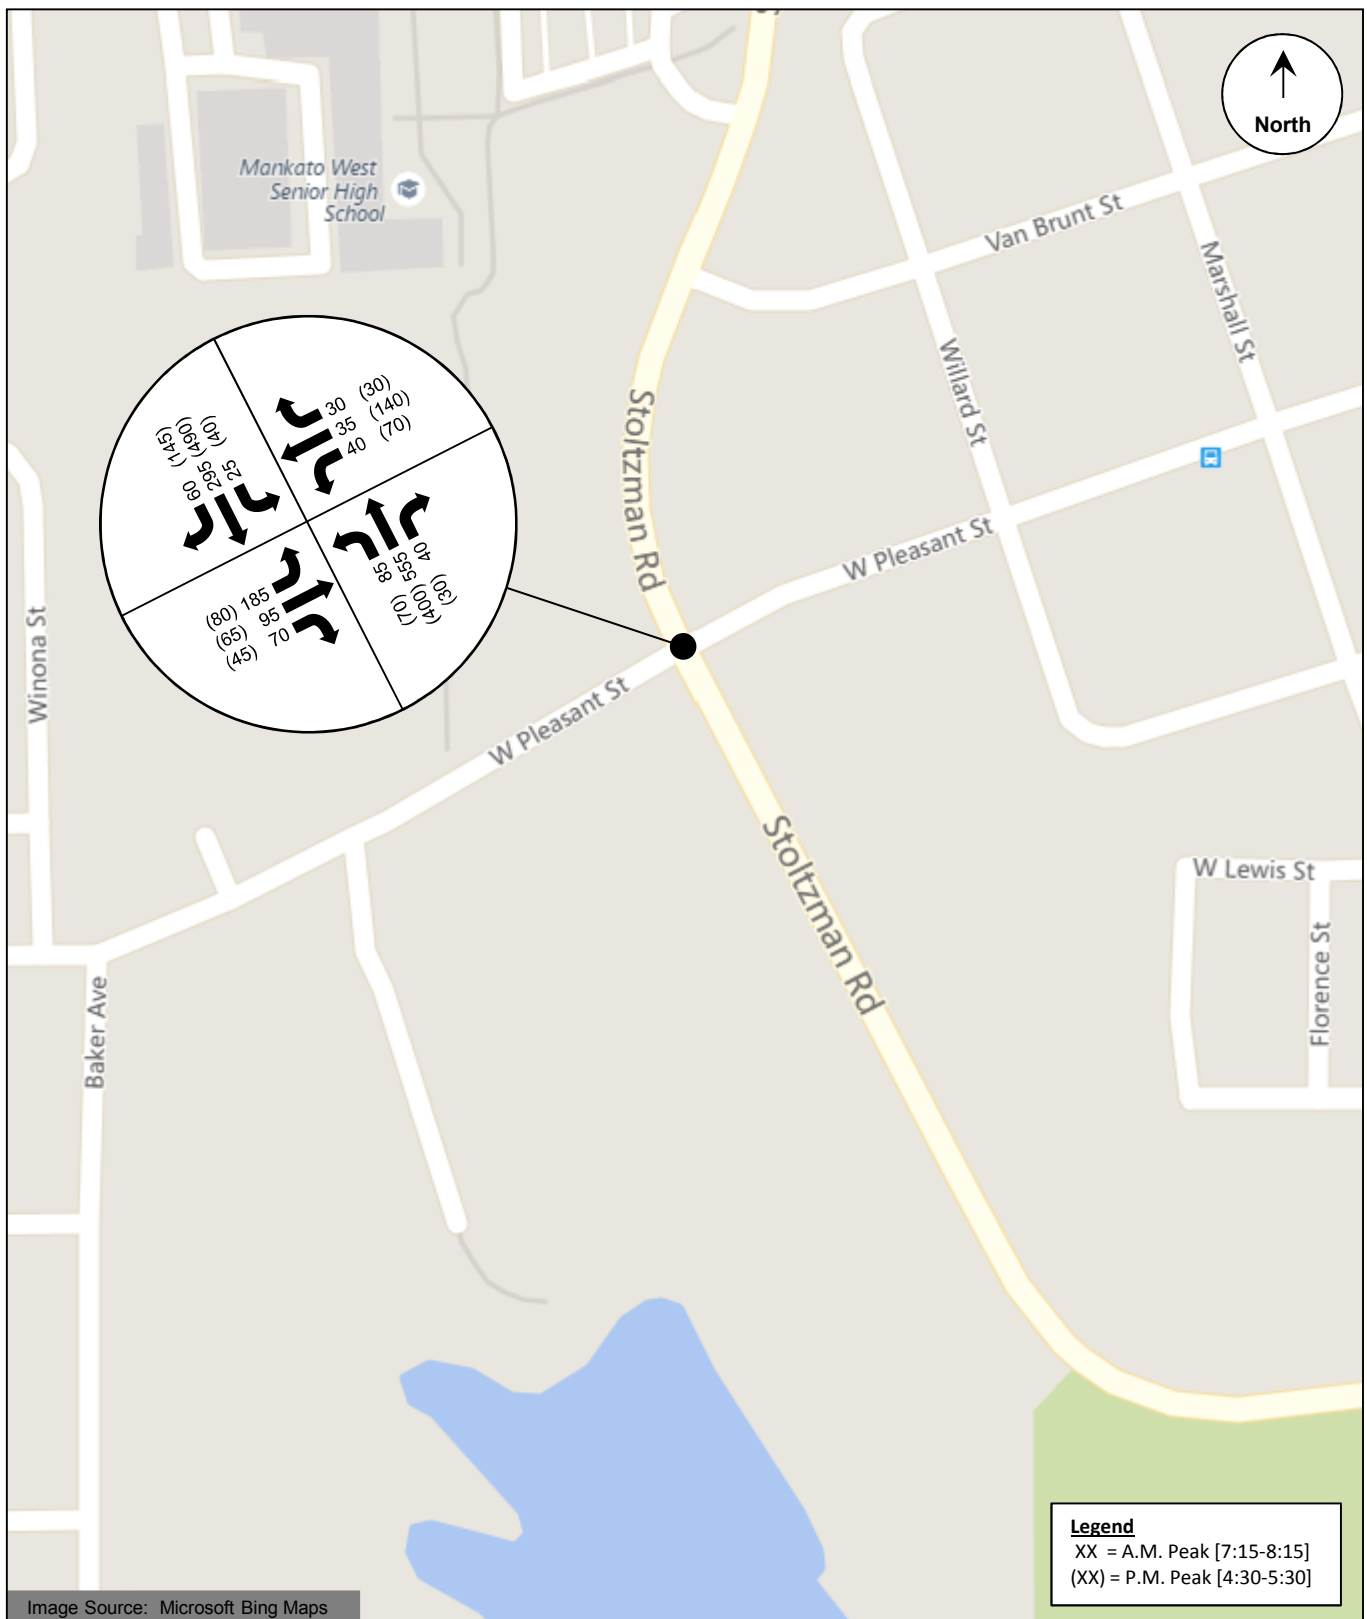 North
Mankato West
Senior High
School
Van Brunt St
Marshall St
Willard St
Stoltzman Rd
W Pleasant St
30 (30)
35 (140)
40 (70)
60 (145)
295 (490)
25 (40)
(80) 185
(65) 95
(45) 70
(70) 85
(400) 555
(30) 40
Winona St
W Pleasant St
Stoltzman Rd
W Lewis St
Florence St
Baker Ave
Legend
XX = A.M. Peak [7:15-8:15]
(XX) = P.M. Peak [4:30-5:30]
Image Source: Microsoft Bing Maps